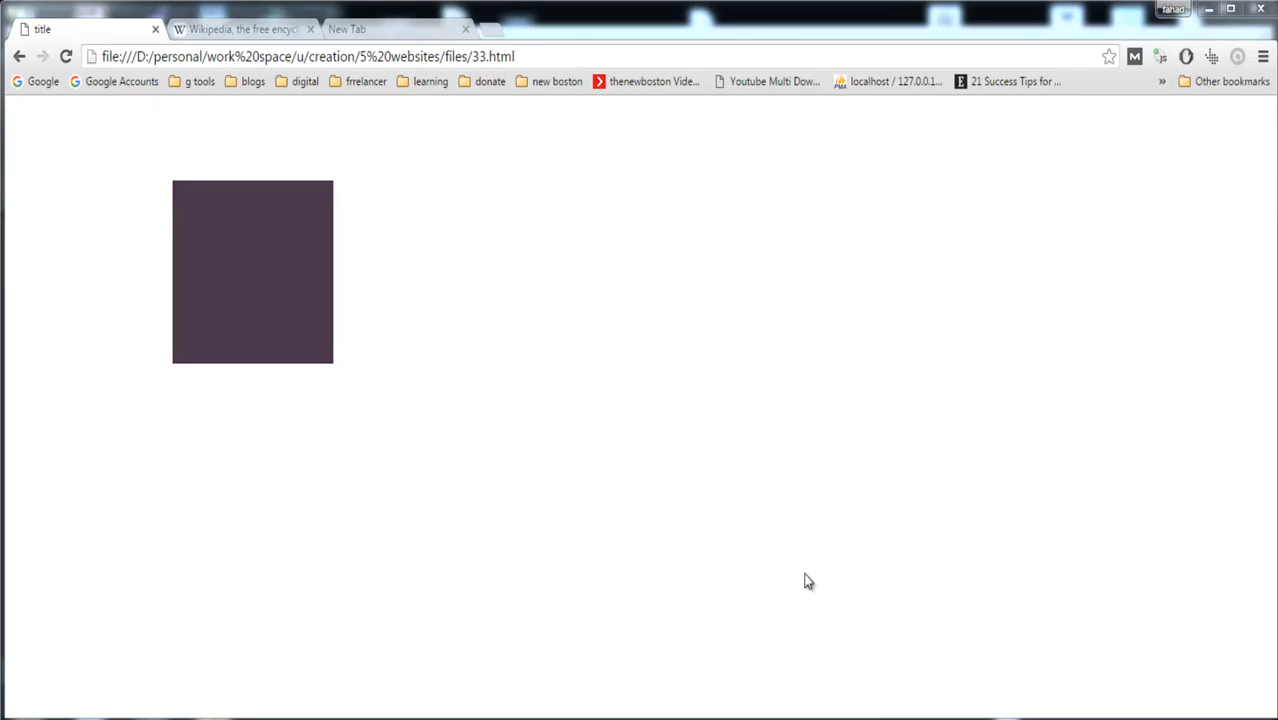 fahad
title
Wikipedia, the free encycl
New Tab
file:///D:/personal/work%20space/u/creation/5%20websites/files/33.html
M
js
Google
Google Accounts
g tools
blogs
digital
frrelancer
learning
donate
new boston
thenewboston Vide...
Youtube Multi Dow...
PMA
localhost / 127.0.0.1...
E
21 Success Tips for ...
»
Other bookmarks